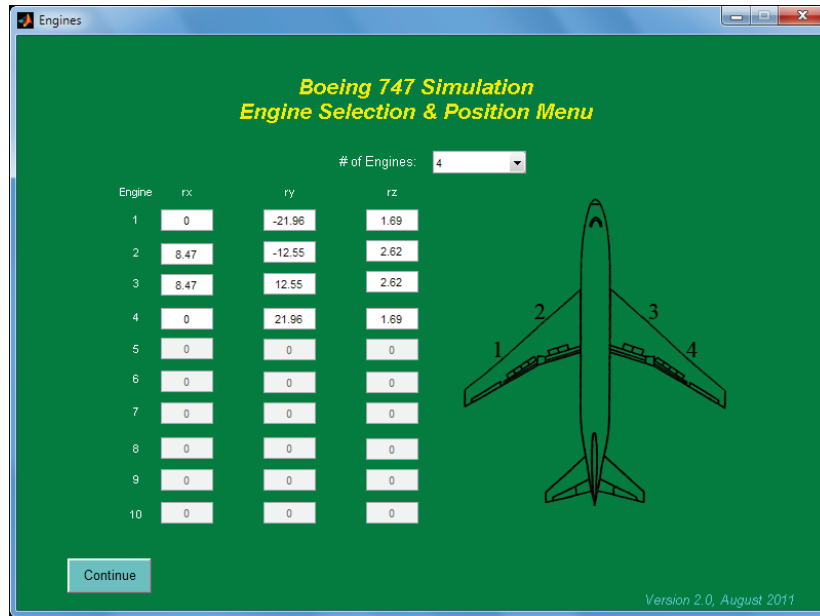 Engines
Boeing 747 Simulation
Engine Selection & Position Menu
# of Engines: 4
Engine rx ry rz
1 0 -21.96 1.69
2 8.47 -12.55 2.62
3 8.47 12.55 2.62
4 0 21.96 1.69
5 0 0 0
6 0 0 0
7 0 0 0
8 0 0 0
9 0 0 0
10 0 0 0
2 3
1 4
Continue
Version 2.0, August 2011